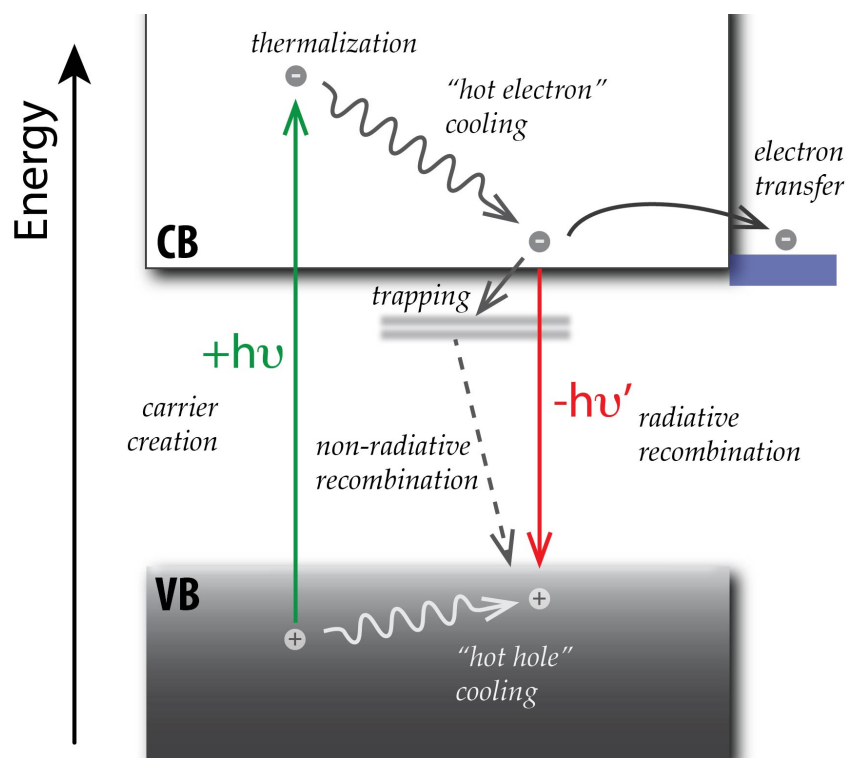 Energy
thermalization
“hot electron”
cooling
electron
transfer
CB
trapping
+hυ
-hυ’
carrier
creation
radiative
recombination
non-radiative
recombination
VB
“hot hole”
cooling